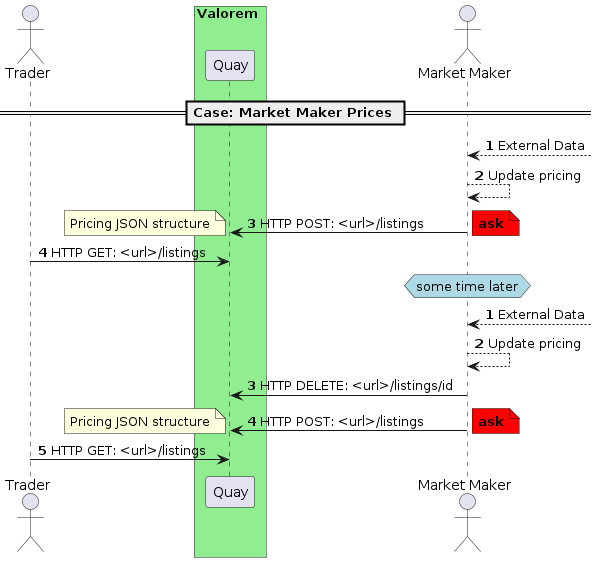 Valorem
Trader
Quay
Market Maker
Case: Market Maker Prices
1 External Data
2 Update pricing
Pricing JSON structure
3 HTTP POST: <url>/listings
ask
4 HTTP GET: <url>/listings
some time later
1 External Data
2 Update pricing
3 HTTP DELETE: <url>/listings/id
Pricing JSON structure
4 HTTP POST: <url>/listings
ask
5 HTTP GET: <url>/listings
Trader
Quay
Market Maker